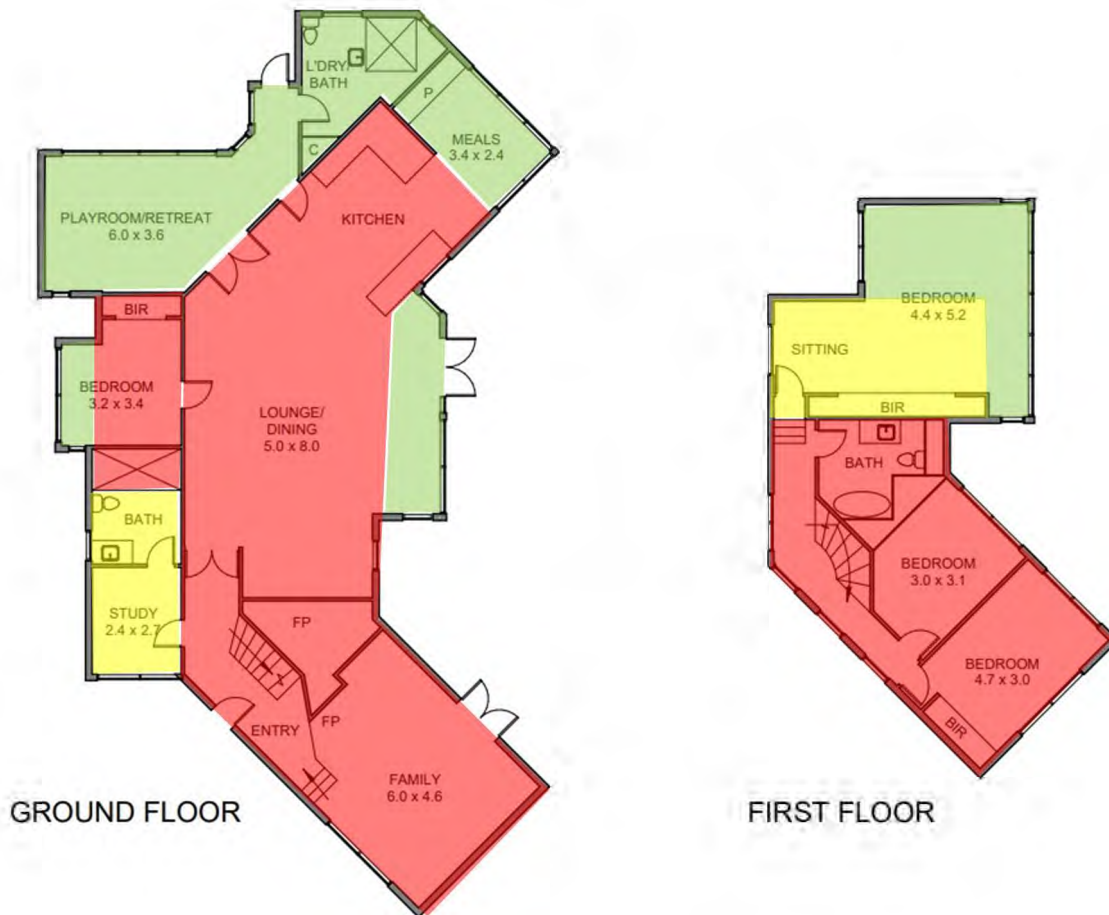 L'DRY/
BATH
P
MEALS
3.4 x 2.4
C
PLAYROOM/RETREAT
6.0 x 3.6
KITCHEN
BIR
BEDROOM
3.2 x 3.4
LOUNGE/
DINING
5.0 x 8.0
BATH
STUDY
2.4 x 2.7
FP
FP
ENTRY
FAMILY
6.0 x 4.6
GROUND FLOOR
BEDROOM
4.4 x 5.2
SITTING
BIR
BATH
BEDROOM
3.0 x 3.1
BEDROOM
4.7 x 3.0
BIR
FIRST FLOOR